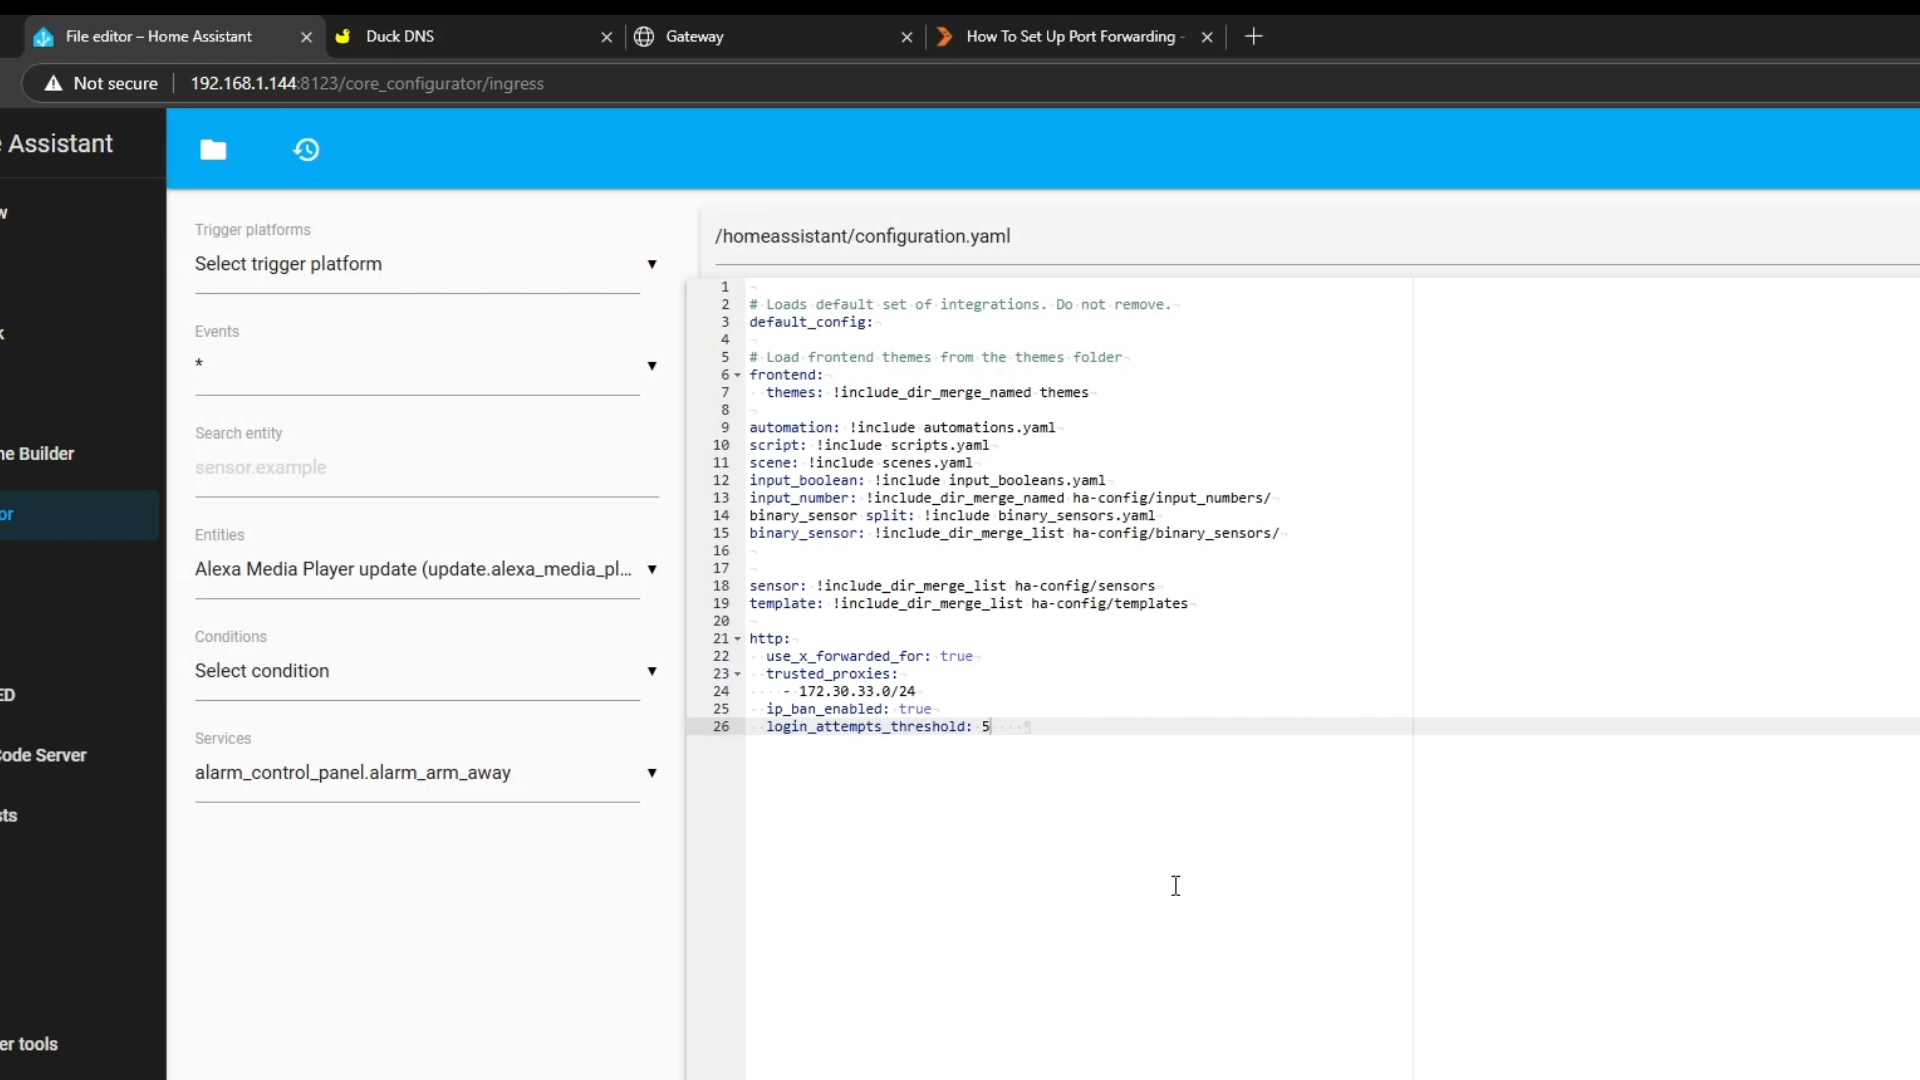 File editor – Home Assistant
Duck DNS
Gateway
How To Set Up Port Forwarding -
Not secure
192.168.1.144:8123/core_configurator/ingress
Assistant
Trigger platforms
Select trigger platform
Events
*
Search entity
sensor.example
Entities
Alexa Media Player update (update.alexa_media_pl...
Conditions
Select condition
Services
alarm_control_panel.alarm_arm_away
w
k
ne Builder
or
ED
Code Server
sts
er tools
/homeassistant/configuration.yaml
1
2 # Loads default set of integrations. Do not remove.
3 default_config:
4
5 # Load frontend themes from the themes folder
6 frontend:
7 themes: !include_dir_merge_named themes
8
9 automation: !include automations.yaml
10 script: !include scripts.yaml
11 scene: !include scenes.yaml
12 input_boolean: !include input_booleans.yaml
13 input_number: !include_dir_merge_named ha-config/input_numbers/
14 binary_sensor split: !include binary_sensors.yaml
15 binary_sensor: !include_dir_merge_list ha-config/binary_sensors/
16
17
18 sensor: !include_dir_merge_list ha-config/sensors
19 template: !include_dir_merge_list ha-config/templates
20
21 http:
22 use_x_forwarded_for: true
23 trusted_proxies:
24 - 172.30.33.0/24
25 ip_ban_enabled: true
26 login_attempts_threshold: 5